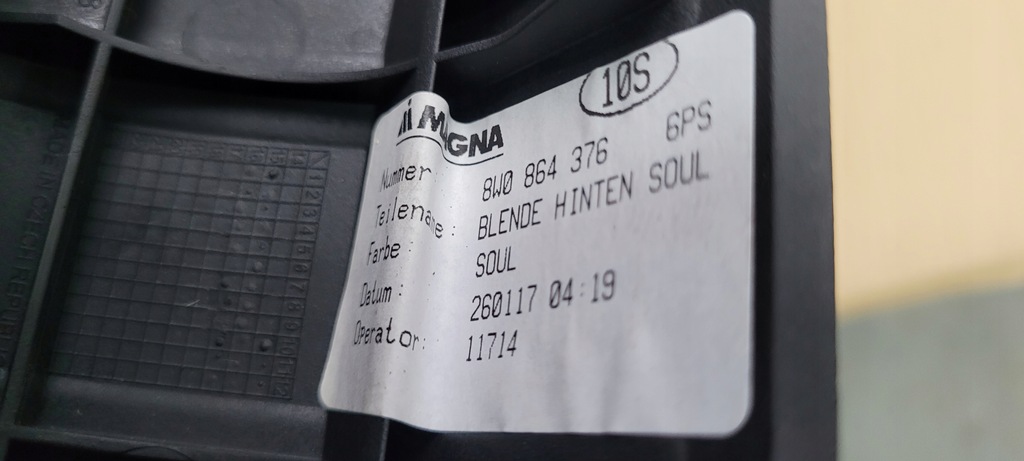 10S
MAGNA
Nummer 8W0 864 376 6PS
Teilename: BLENDE HINTEN SOUL
Farbe: SOUL
Datum: 260117 04:19
Operator: 11714